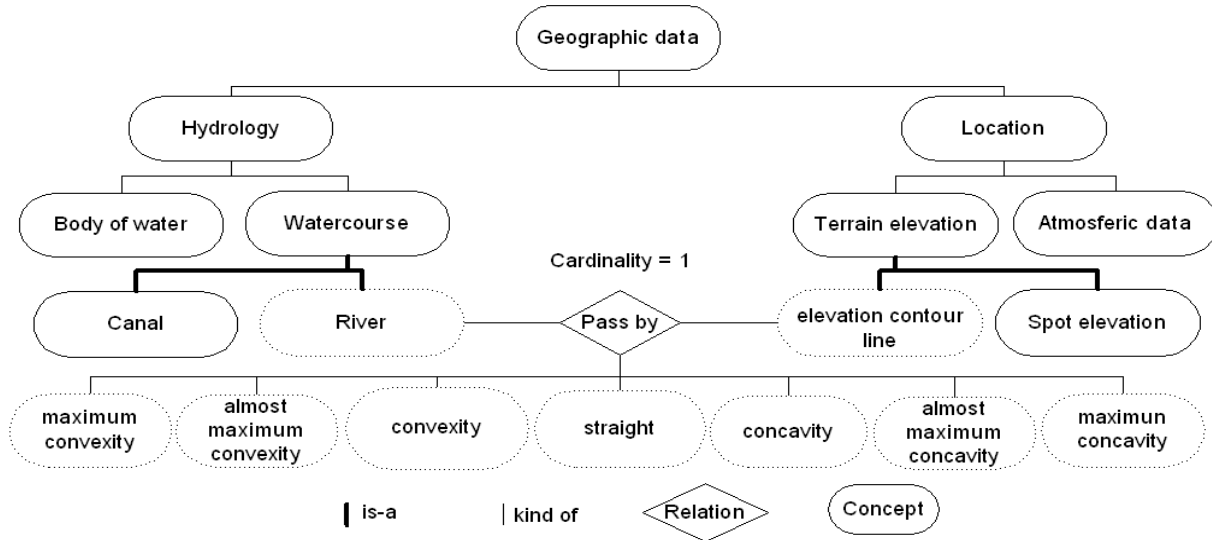 Geographic data
Hydrology
Location
Body of water
Watercourse
Terrain elevation
Atmosferic data
Cardinality = 1
Canal
River
Pass by
elevation contour
line
Spot elevation
maximum
convexity
almost
maximum
convexity
convexity
straight
concavity
almost
maximum
concavity
maximun
concavity
is-a
kind of
Relation
Concept